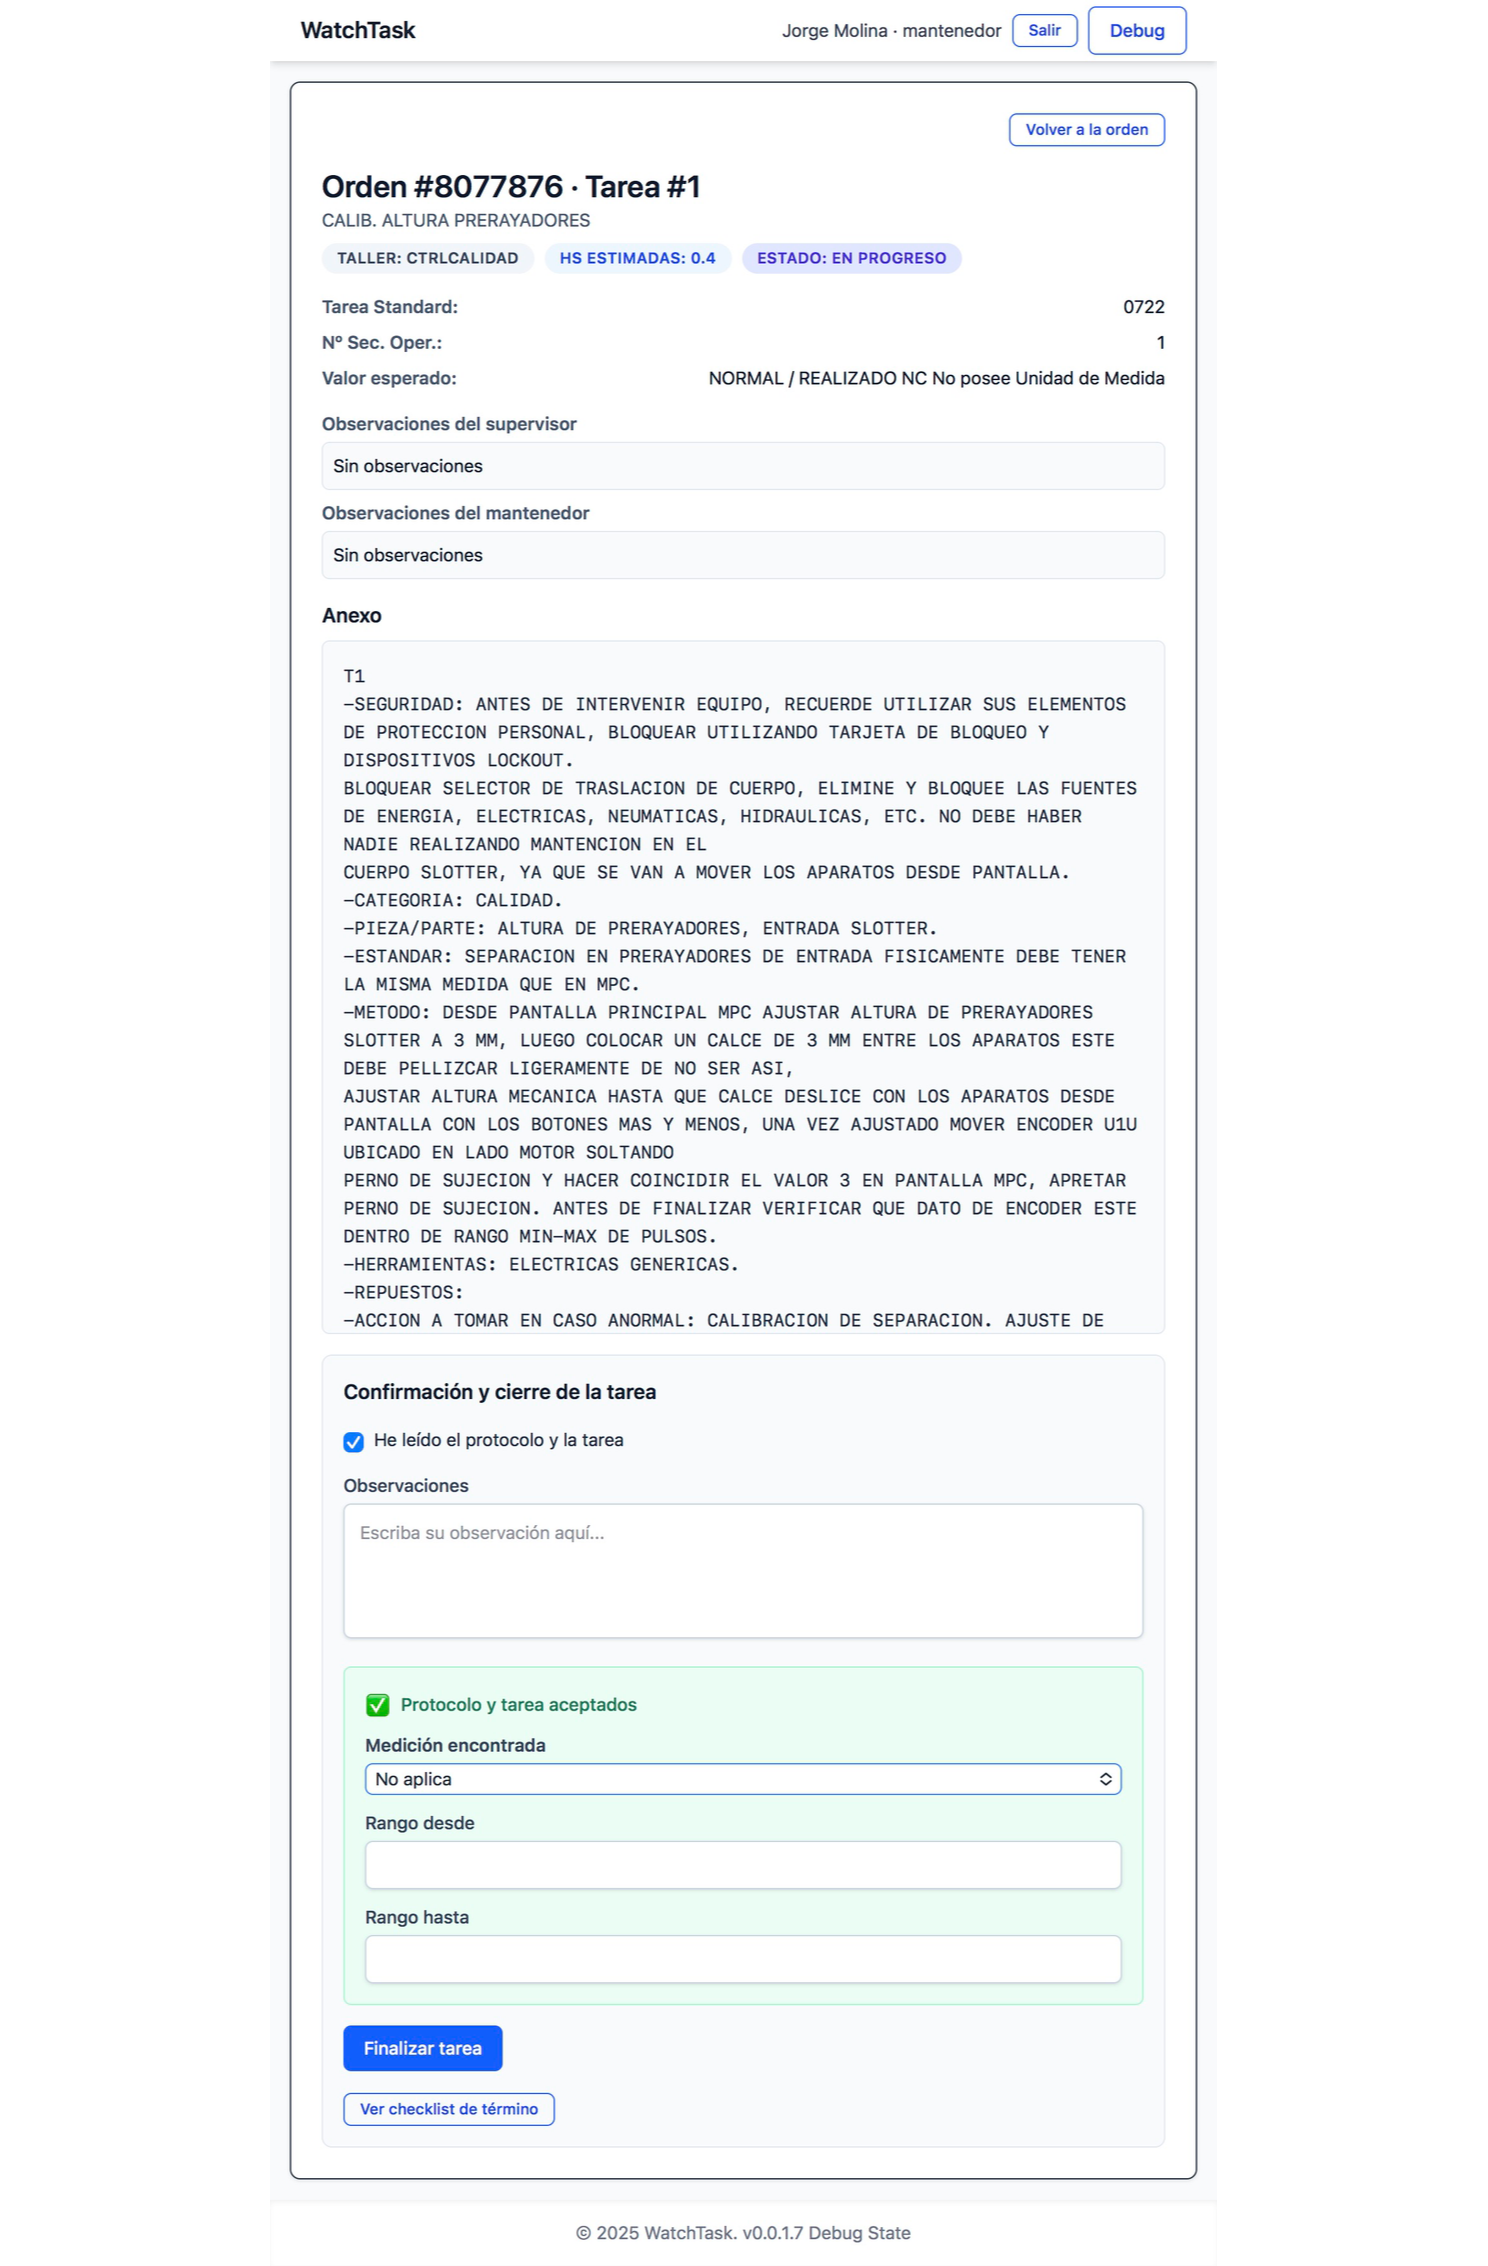 WatchTask
Jorge Molina · mantenedor
Salir
Debug
Volver a la orden
Orden #8077876 · Tarea #1
CALIB. ALTURA PRERAYADORES
TALLER: CTRLCALIDAD
HS ESTIMADAS: 0.4
ESTADO: EN PROGRESO
Tarea Standard: 0722
Nº Sec. Oper.: 1
Valor esperado: NORMAL / REALIZADO NC No posee Unidad de Medida
Observaciones del supervisor
Sin observaciones
Observaciones del mantenedor
Sin observaciones
Anexo
T1
–SEGURIDAD: ANTES DE INTERVENIR EQUIPO, RECUERDE UTILIZAR SUS ELEMENTOS
DE PROTECCION PERSONAL, BLOQUEAR UTILIZANDO TARJETA DE BLOQUEO Y
DISPOSITIVOS LOCKOUT.
BLOQUEAR SELECTOR DE TRASLACION DE CUERPO, ELIMINE Y BLOQUEE LAS FUENTES
DE ENERGIA, ELECTRICAS, NEUMATICAS, HIDRAULICAS, ETC. NO DEBE HABER
NADIE REALIZANDO MANTENCION EN EL
CUERPO SLOTTER, YA QUE SE VAN A MOVER LOS APARATOS DESDE PANTALLA.
–CATEGORIA: CALIDAD.
–PIEZA/PARTE: ALTURA DE PRERAYADORES, ENTRADA SLOTTER.
–ESTANDAR: SEPARACION EN PRERAYADORES DE ENTRADA FISICAMENTE DEBE TENER
LA MISMA MEDIDA QUE EN MPC.
–METODO: DESDE PANTALLA PRINCIPAL MPC AJUSTAR ALTURA DE PRERAYADORES
SLOTTER A 3 MM, LUEGO COLOCAR UN CALCE DE 3 MM ENTRE LOS APARATOS ESTE
DEBE PELLIZCAR LIGERAMENTE DE NO SER ASI,
AJUSTAR ALTURA MECANICA HASTA QUE CALCE DESLICE CON LOS APARATOS DESDE
PANTALLA CON LOS BOTONES MAS Y MENOS, UNA VEZ AJUSTADO MOVER ENCODER U1U
UBICADO EN LADO MOTOR SOLTANDO
PERNO DE SUJECION Y HACER COINCIDIR EL VALOR 3 EN PANTALLA MPC, APRETAR
PERNO DE SUJECION. ANTES DE FINALIZAR VERIFICAR QUE DATO DE ENCODER ESTE
DENTRO DE RANGO MIN–MAX DE PULSOS.
–HERRAMIENTAS: ELECTRICAS GENERICAS.
–REPUESTOS:
–ACCION A TOMAR EN CASO ANORMAL: CALIBRACION DE SEPARACION. AJUSTE DE
Confirmación y cierre de la tarea
He leído el protocolo y la tarea
Observaciones
Escriba su observación aquí...
Protocolo y tarea aceptados
Medición encontrada
No aplica
Rango desde
Rango hasta
Finalizar tarea
Ver checklist de término
© 2025 WatchTask. v0.0.1.7 Debug State